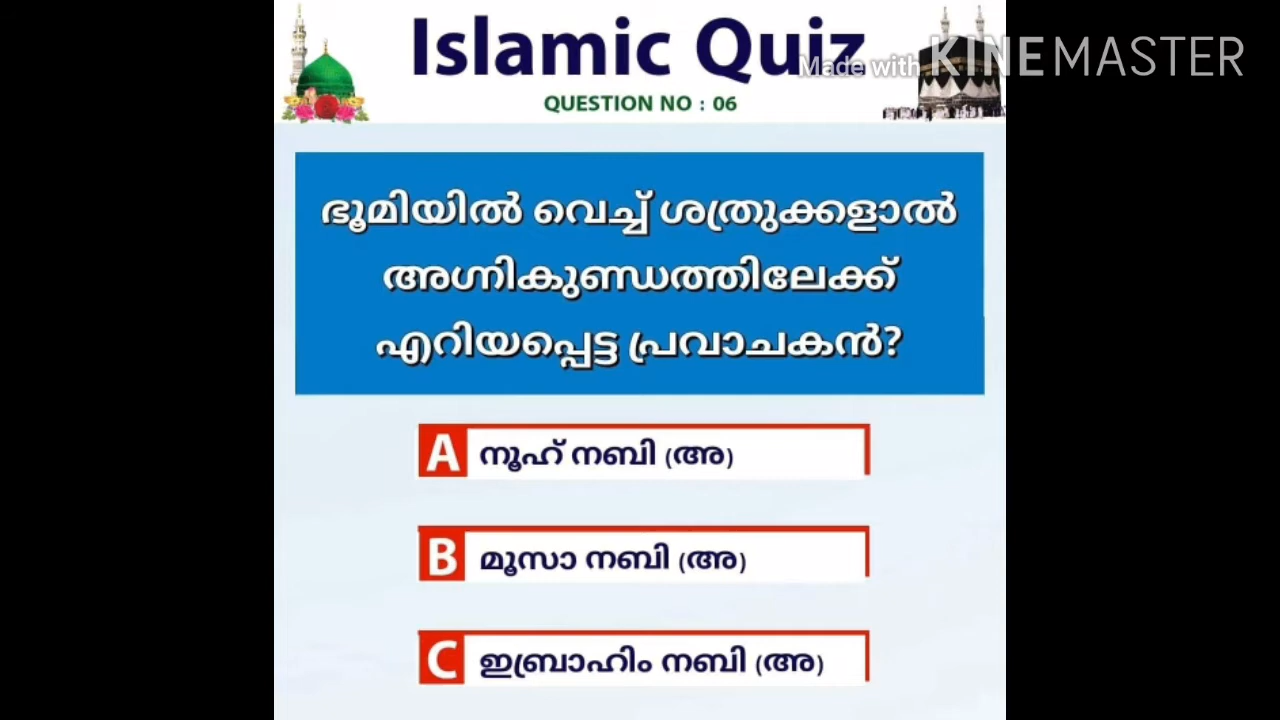 Islamic Quiz
Made with KINEMASTER
QUESTION NO : 06
ഭൂമിയിൽ വെച്ച് ശത്രുക്കളാൽ
അഗ്നികുണ്ഡത്തിലേക്ക്
എറിയപ്പെട്ട പ്രവാചകൻ?
A നൂഹ് നബി (അ)
B മൂസാ നബി (അ)
C ഇബ്രാഹിം നബി (അ)